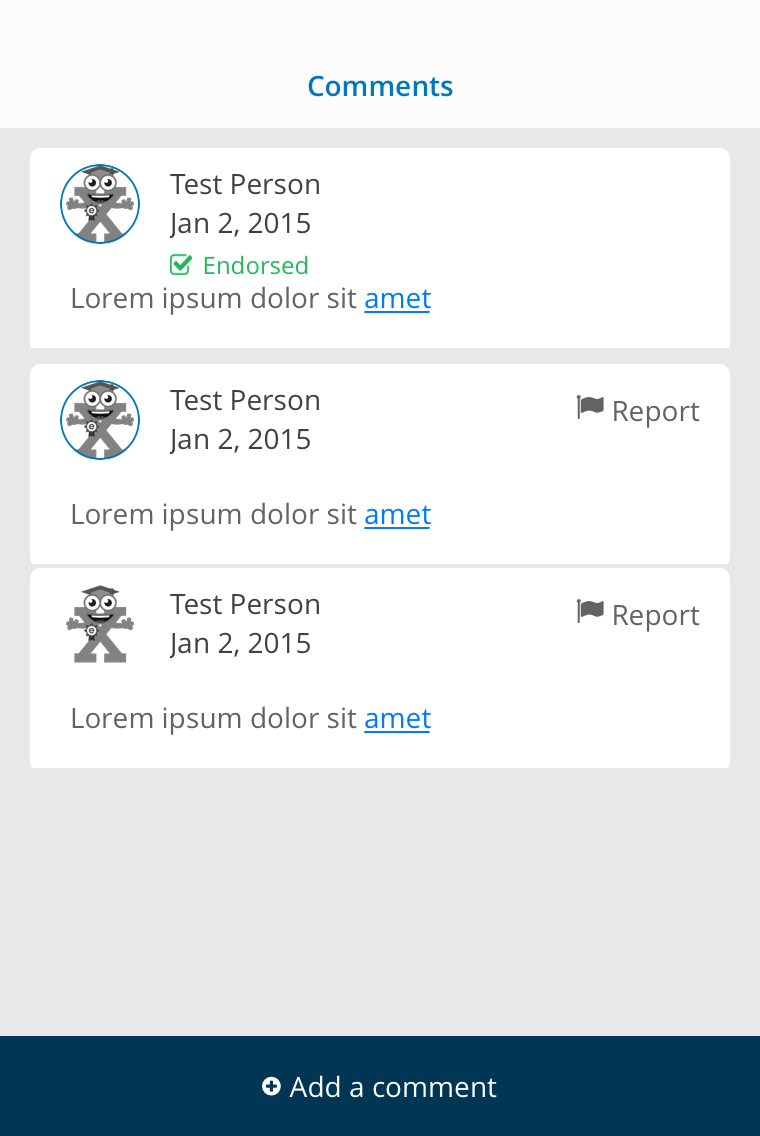 Comments
Test Person
Jan 2, 2015
Endorsed
Lorem ipsum dolor sit amet
Test Person
Report
Jan 2, 2015
Lorem ipsum dolor sit amet
Test Person
Report
Jan 2, 2015
Lorem ipsum dolor sit amet
Add a comment